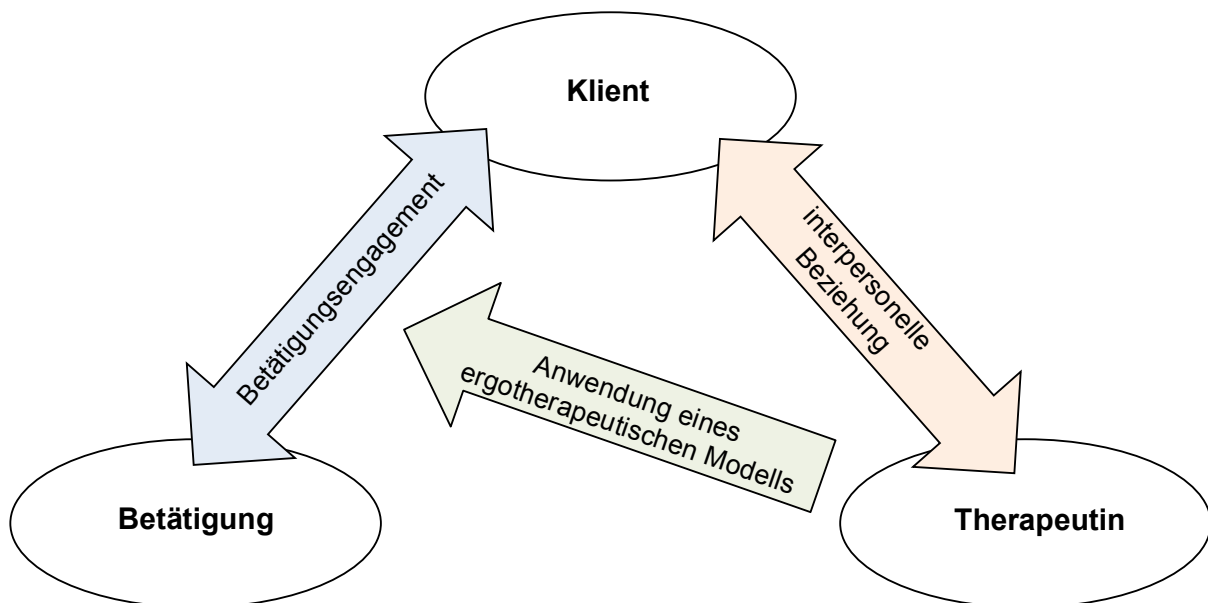 Klient
Betätigungsengagement
interpersonelle
Beziehung
Anwendung eines
ergotherapeutischen Modells
Betätigung
Therapeutin